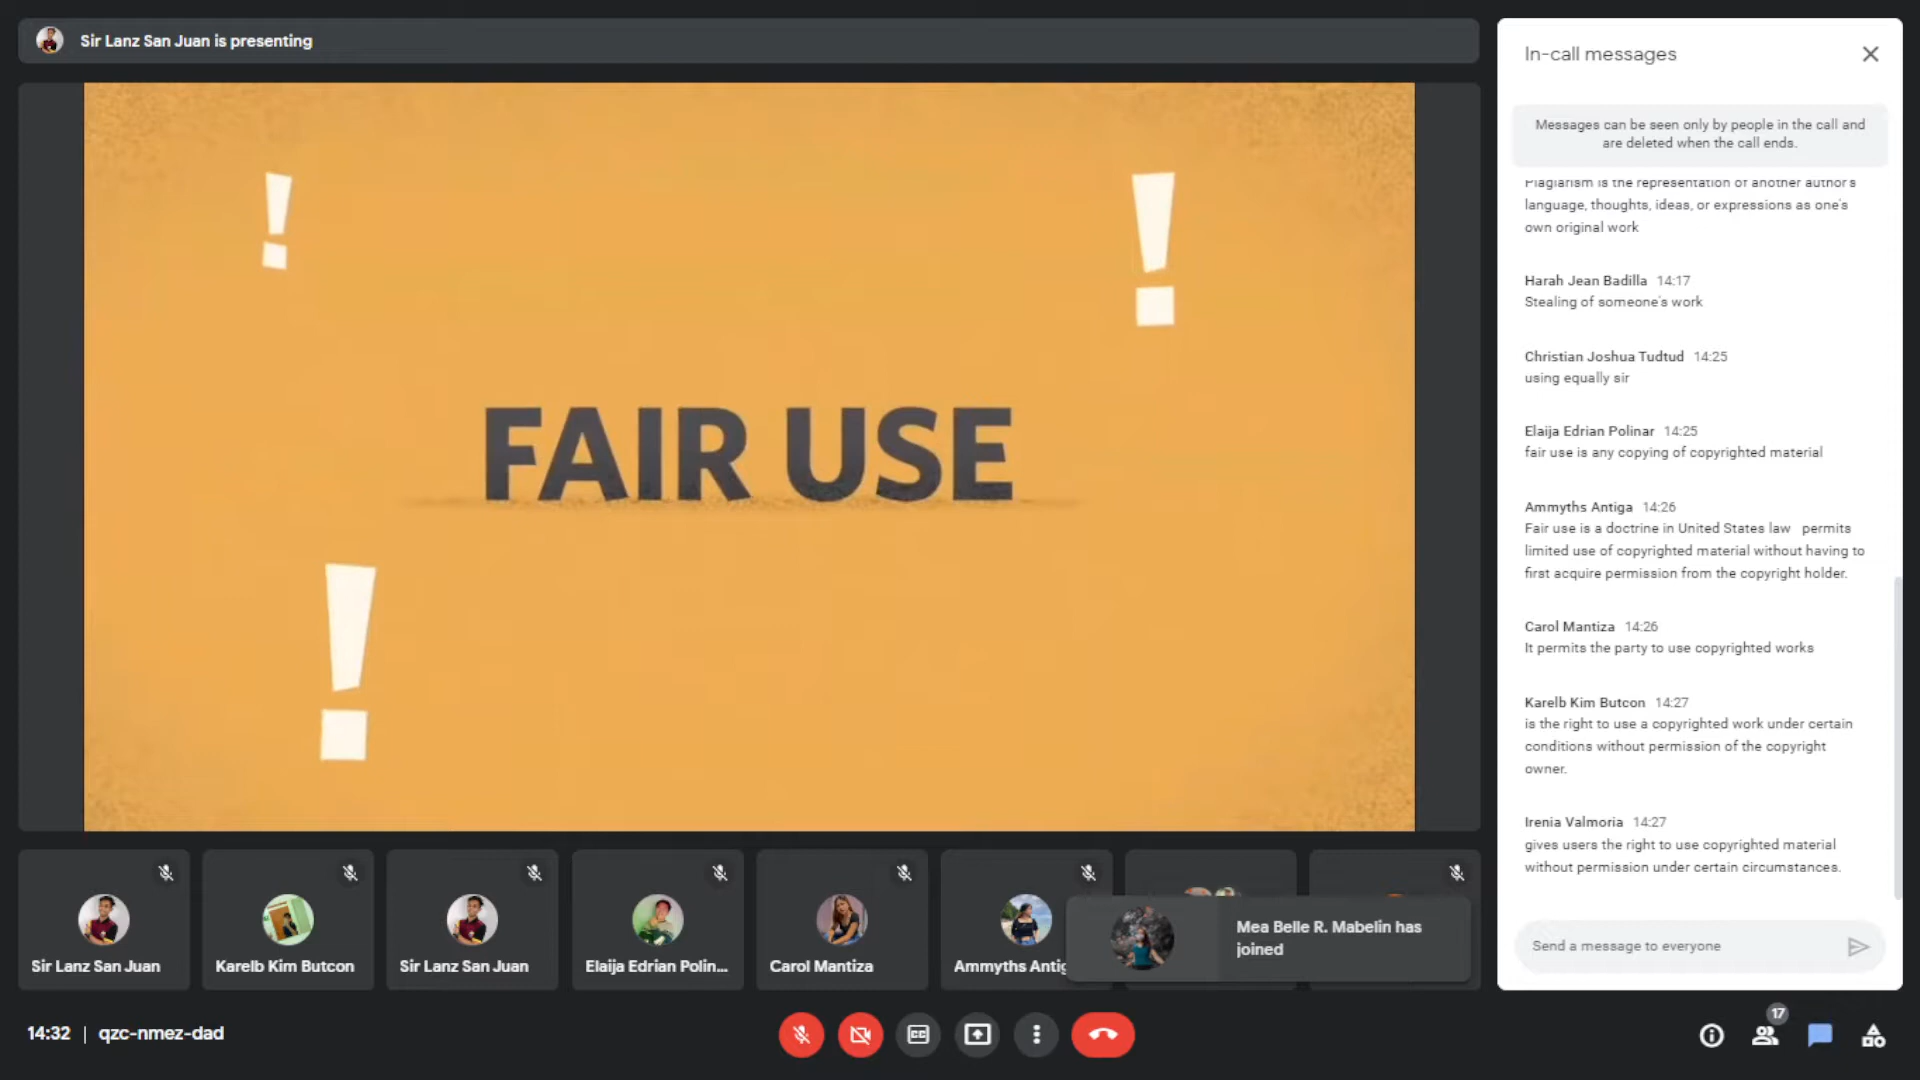 Sir Lanz San Juan is presenting
FAIR USE
Sir Lanz San Juan
Karelb Kim Butcon
Sir Lanz San Juan
Elaija Edrian Polin...
Carol Mantiza
Ammyths Antig
Mea Belle R. Mabelin has
joined
14:32 | qzc-nmez-dad
In-call messages
Messages can be seen only by people in the call and
are deleted when the call ends.
Plagiarism is the representation of another author's
language, thoughts, ideas, or expressions as one's
own original work
Harah Jean Badilla 14:17
Stealing of someone's work
Christian Joshua Tudtud 14:25
using equally sir
Elaija Edrian Polinar 14:25
fair use is any copying of copyrighted material
Ammyths Antiga 14:26
Fair use is a doctrine in United States law permits
limited use of copyrighted material without having to
first acquire permission from the copyright holder.
Carol Mantiza 14:26
It permits the party to use copyrighted works
Karelb Kim Butcon 14:27
is the right to use a copyrighted work under certain
conditions without permission of the copyright
owner.
Irenia Valmoria 14:27
gives users the right to use copyrighted material
without permission under certain circumstances.
Send a message to everyone
17